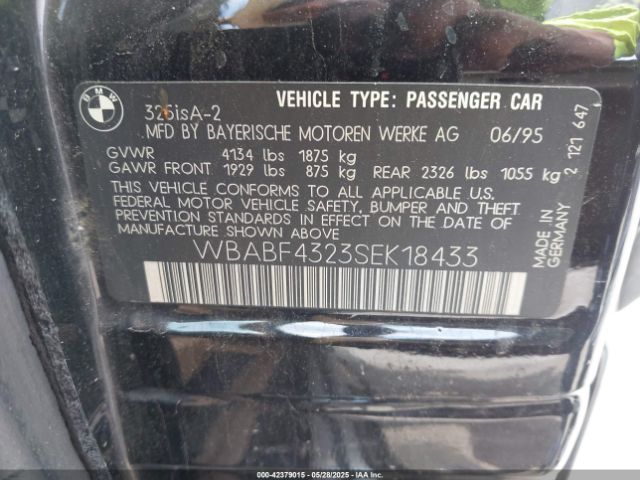 BMW
325isA-2
VEHICLE TYPE: PASSENGER CAR
MFD BY BAYERISCHE MOTOREN WERKE AG 06/95
GVWR 4134 lbs 1875 kg
GAWR FRONT 1929 lbs 875 kg REAR 2326 lbs 1055 kg
THIS VEHICLE CONFORMS TO ALL APPLICABLE U.S.
FEDERAL MOTOR VEHICLE SAFETY, BUMPER AND THEFT
PREVENTION STANDARDS IN EFFECT ON THE DATE OF
MANUFACTURE SHOWN ABOVE
WBABF4323SEK18433
MADE IN
GERMANY
2 121 647
000-42379015 - 05/28/2025 - IAAI.COM